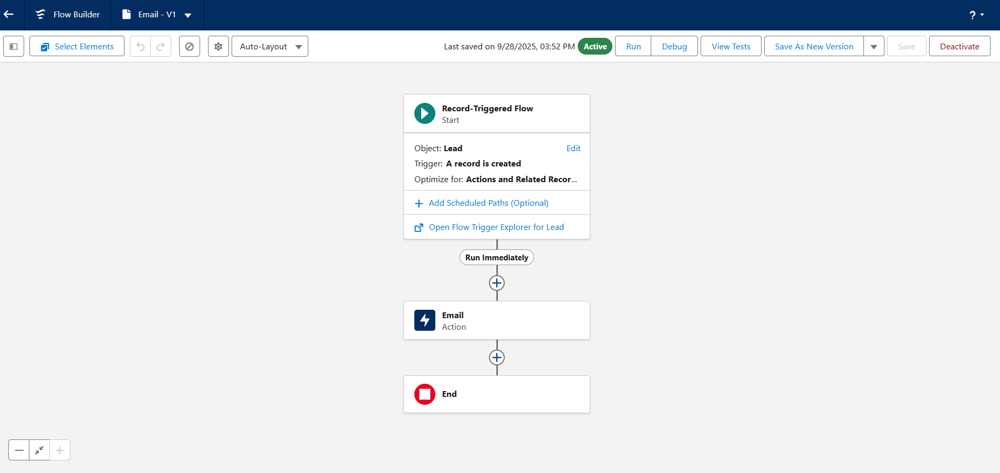 Flow Builder
Email - V1
?
Select Elements
Auto-Layout
Last saved on 9/28/2025, 03:52 PM
Active
Run
Debug
View Tests
Save As New Version
Save
Deactivate
Record-Triggered Flow
Start
Object: Lead
Edit
Trigger: A record is created
Optimize for: Actions and Related Recor...
Add Scheduled Paths (Optional)
Open Flow Trigger Explorer for Lead
Run Immediately
Email
Action
End